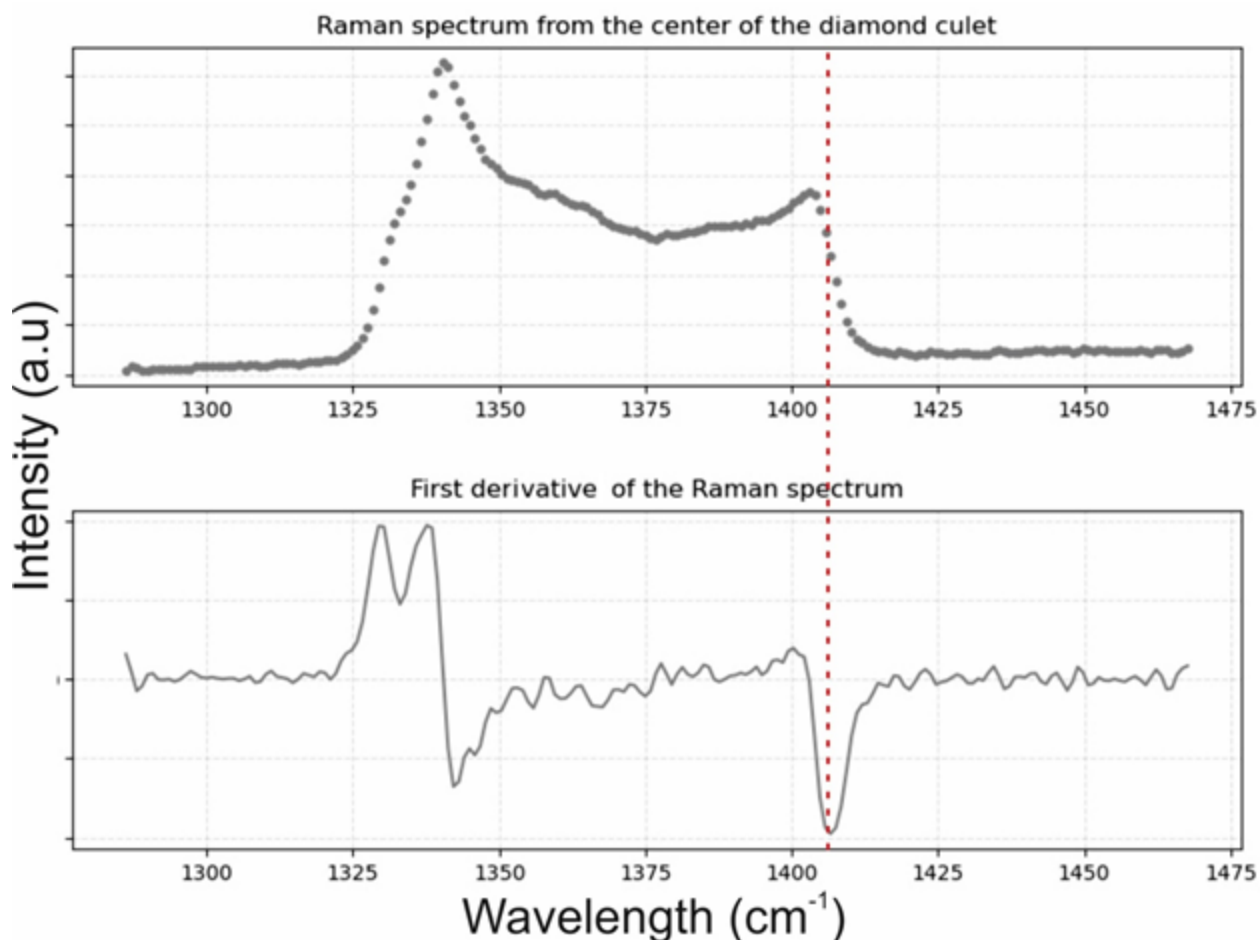 Raman spectrum from the center of the diamond culet
1300 1325 1350 1375 1400 1425 1450 1475
First derivative of the Raman spectrum
Intensity (a.u)
1300 1325 1350 1375 1400 1425 1450 1475
Wavelength (cm⁻¹)